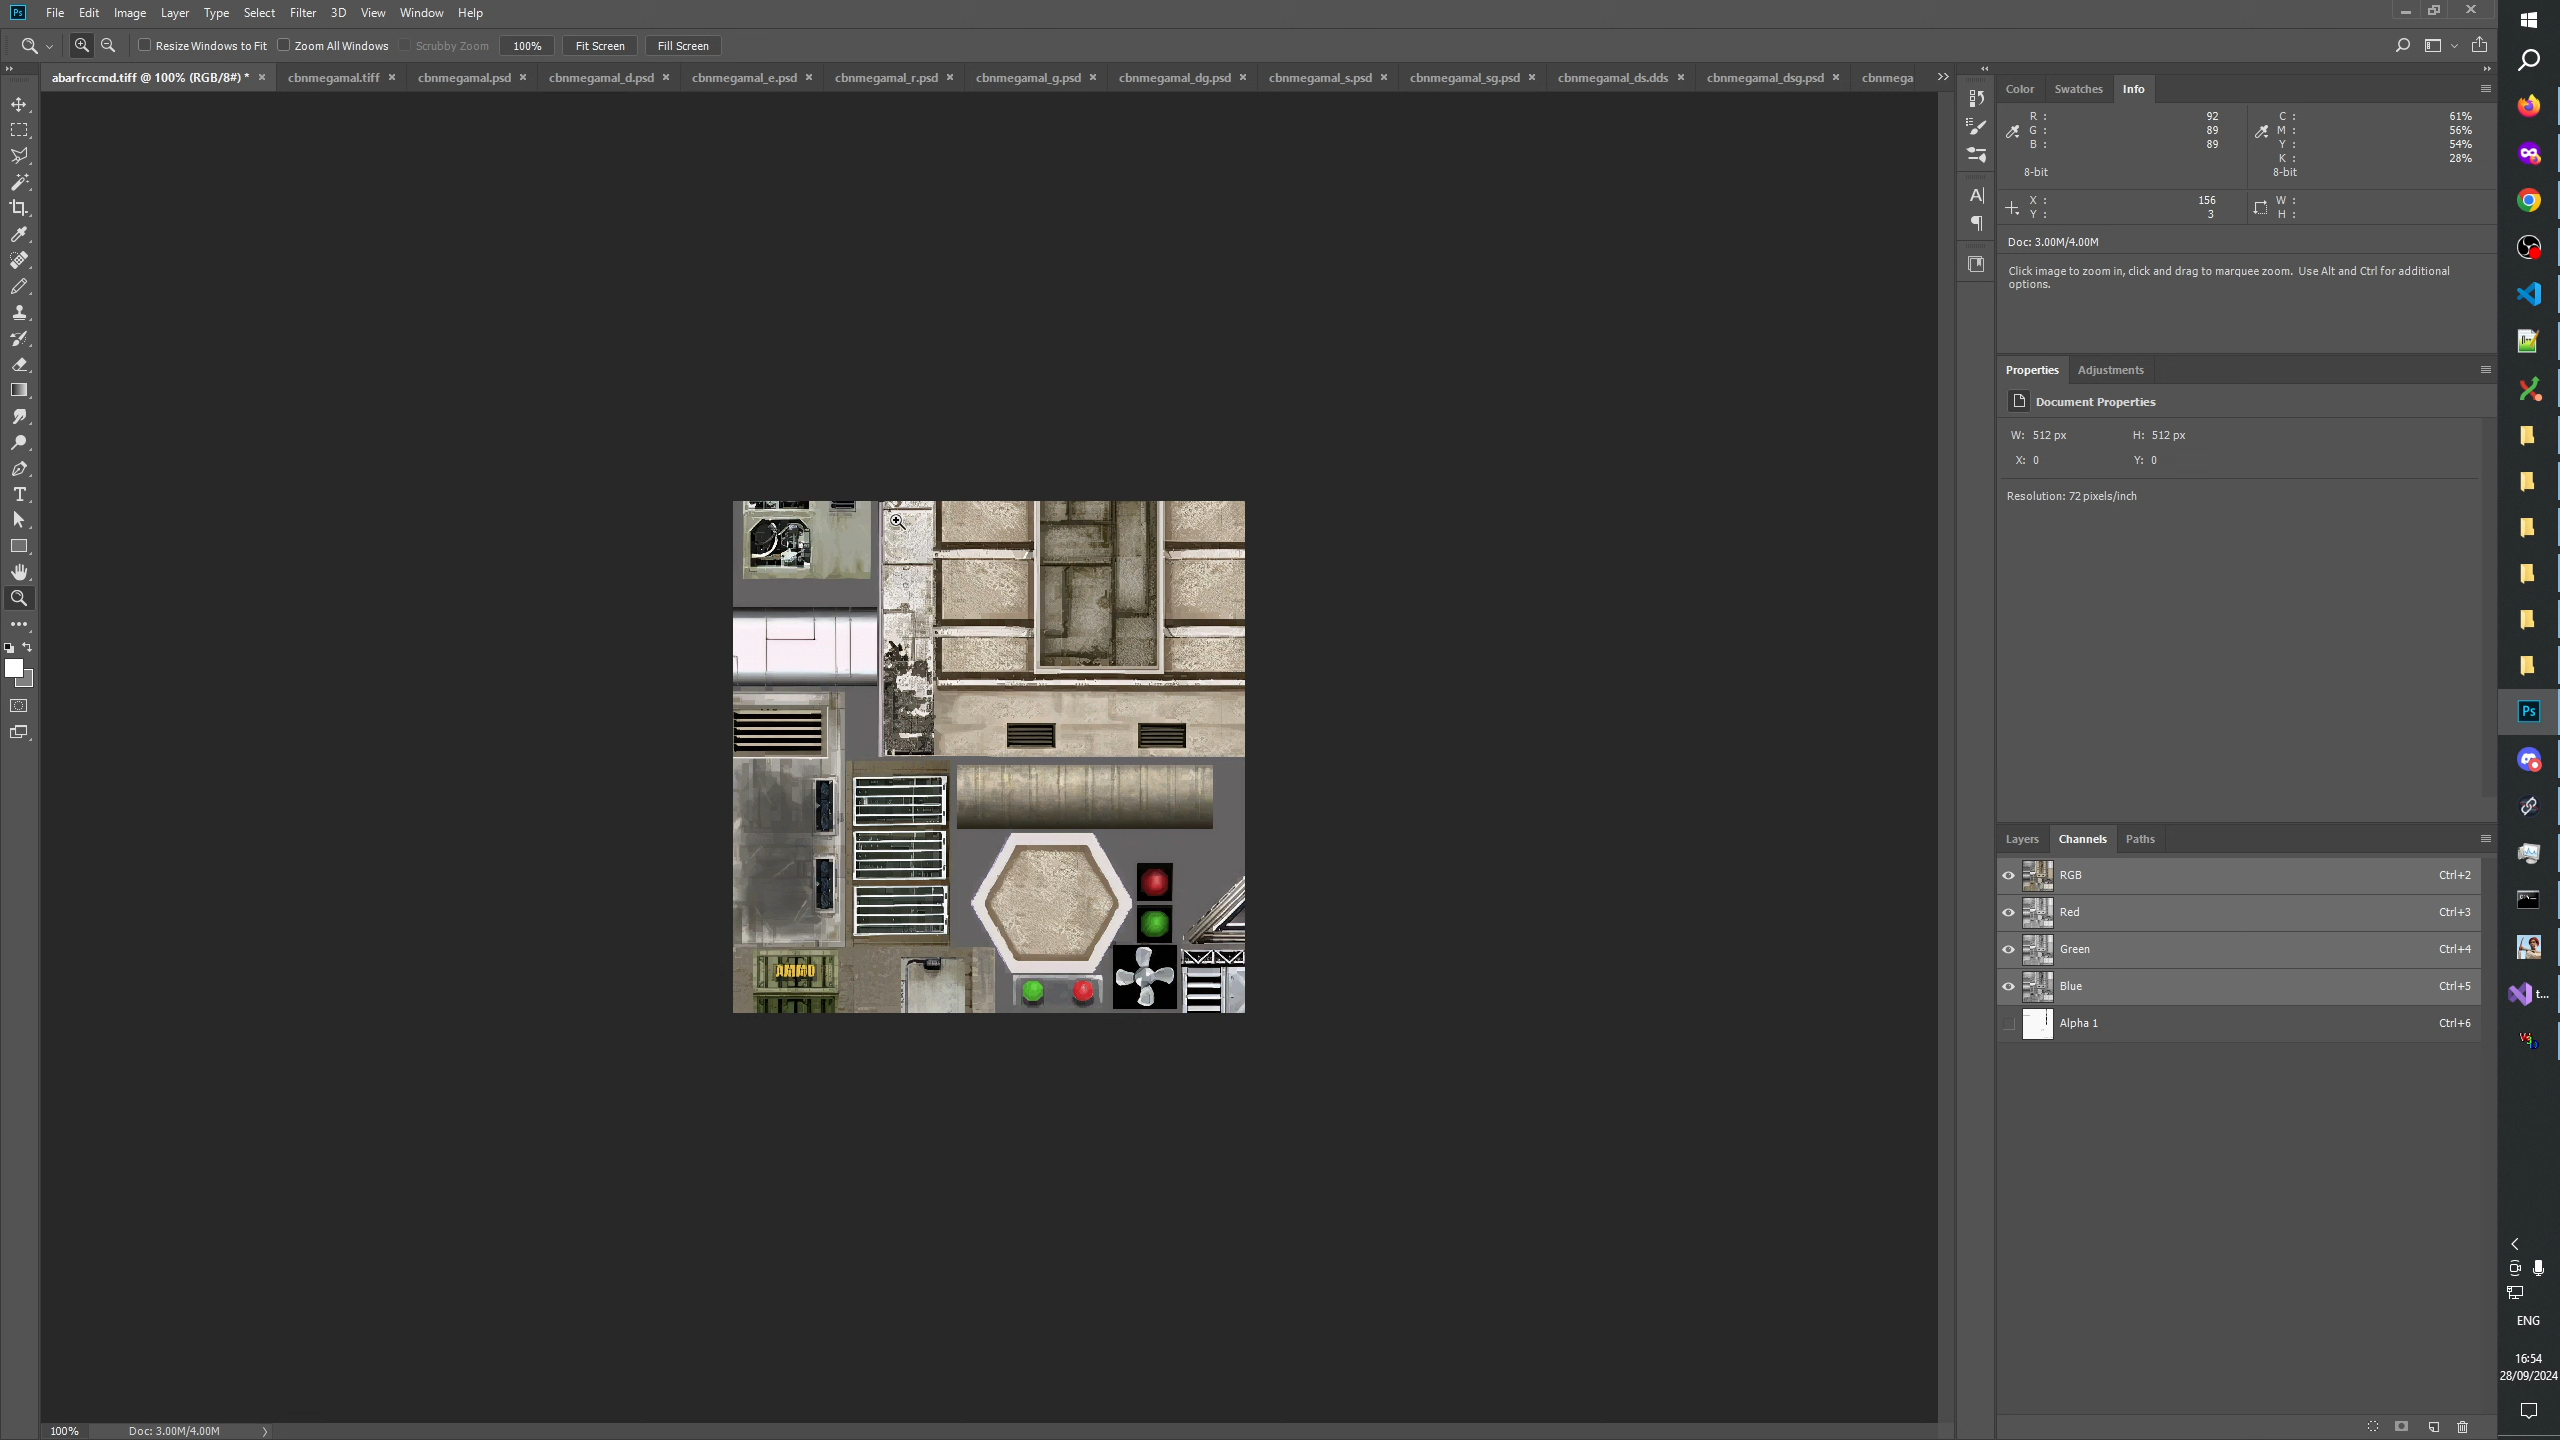 Ps File Edit Image Layer Type Select Filter 3D View Window Help
Resize Windows to Fit Zoom All Windows Scrubby Zoom 100% Fit Screen Fill Screen
abarfrccmd.tiff @ 100% (RGB/8#) * cbnmegamal.tiff cbnmegamal.psd cbnmegamal_d.psd cbnmegamal_e.psd cbnmegamal_r.psd cbnmegamal_g.psd cbnmegamal_dg.psd cbnmegamal_s.psd cbnmegamal_sg.psd cbnmegamal_ds.dds cbnmegamal_dsg.psd cbnmega
Color Swatches Info
R : 92 C : 61%
G : 89 M : 56%
B : 89 Y : 54%
K : 28%
8-bit 8-bit
X : 156 W :
Y : 3 H :
Doc: 3.00M/4.00M
Click image to zoom in, click and drag to marquee zoom. Use Alt and Ctrl for additional
options.
Properties Adjustments
Document Properties
W: 512 px H: 512 px
X: 0 Y: 0
Resolution: 72 pixels/inch
Layers Channels Paths
RGB Ctrl+2
Red Ctrl+3
Green Ctrl+4
Blue Ctrl+5
Alpha 1 Ctrl+6
AMMO
Ps
t...
ENG
16:54
28/09/2024
100% Doc: 3.00M/4.00M